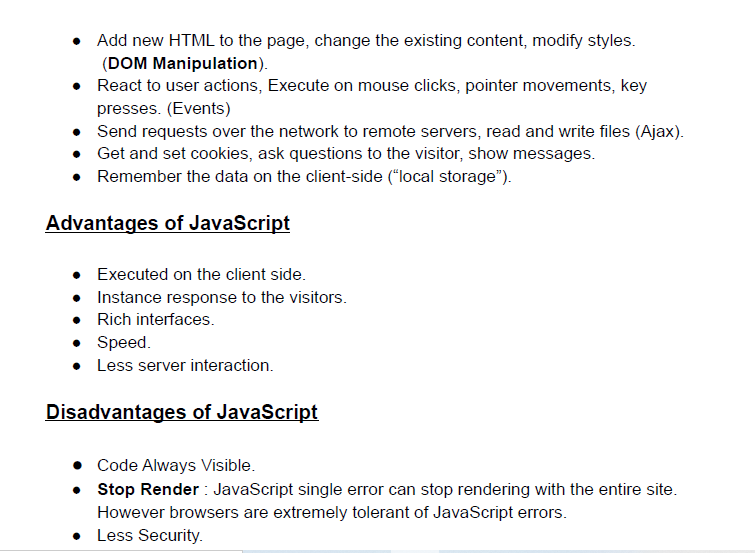 ● Add new HTML to the page, change the existing content, modify styles.
(DOM Manipulation).
● React to user actions, Execute on mouse clicks, pointer movements, key
presses. (Events)
● Send requests over the network to remote servers, read and write files (Ajax).
● Get and set cookies, ask questions to the visitor, show messages.
● Remember the data on the client-side (“local storage”).
Advantages of JavaScript
● Executed on the client side.
● Instance response to the visitors.
● Rich interfaces.
● Speed.
● Less server interaction.
Disadvantages of JavaScript
● Code Always Visible.
● Stop Render : JavaScript single error can stop rendering with the entire site.
However browsers are extremely tolerant of JavaScript errors.
● Less Security.